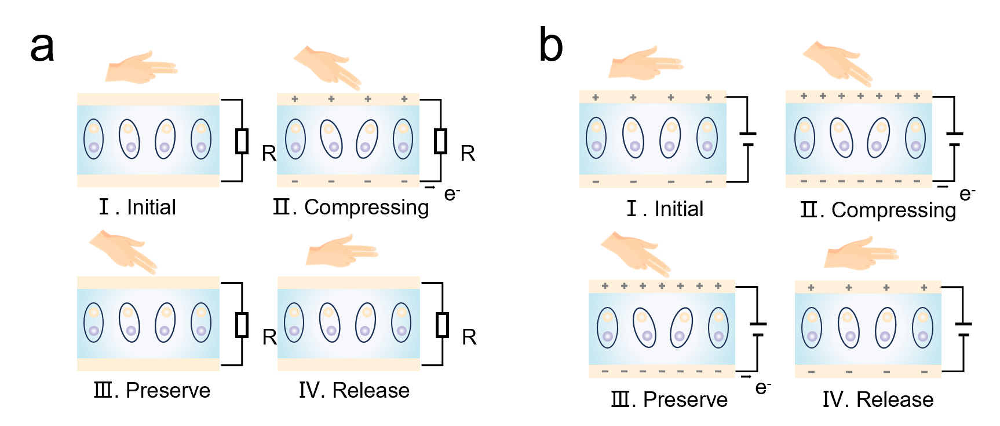 a
R
Ⅰ. Initial
R
e-
Ⅱ. Compressing
R
Ⅲ. Preserve
R
Ⅳ. Release
b
+ + + +
- - - -
Ⅰ. Initial
+ + + + + + +
- - - - - - -
e-
Ⅱ. Compressing
+ + + + + + +
- - - - - - -
e-
Ⅲ. Preserve
+ + + +
- - - -
Ⅳ. Release